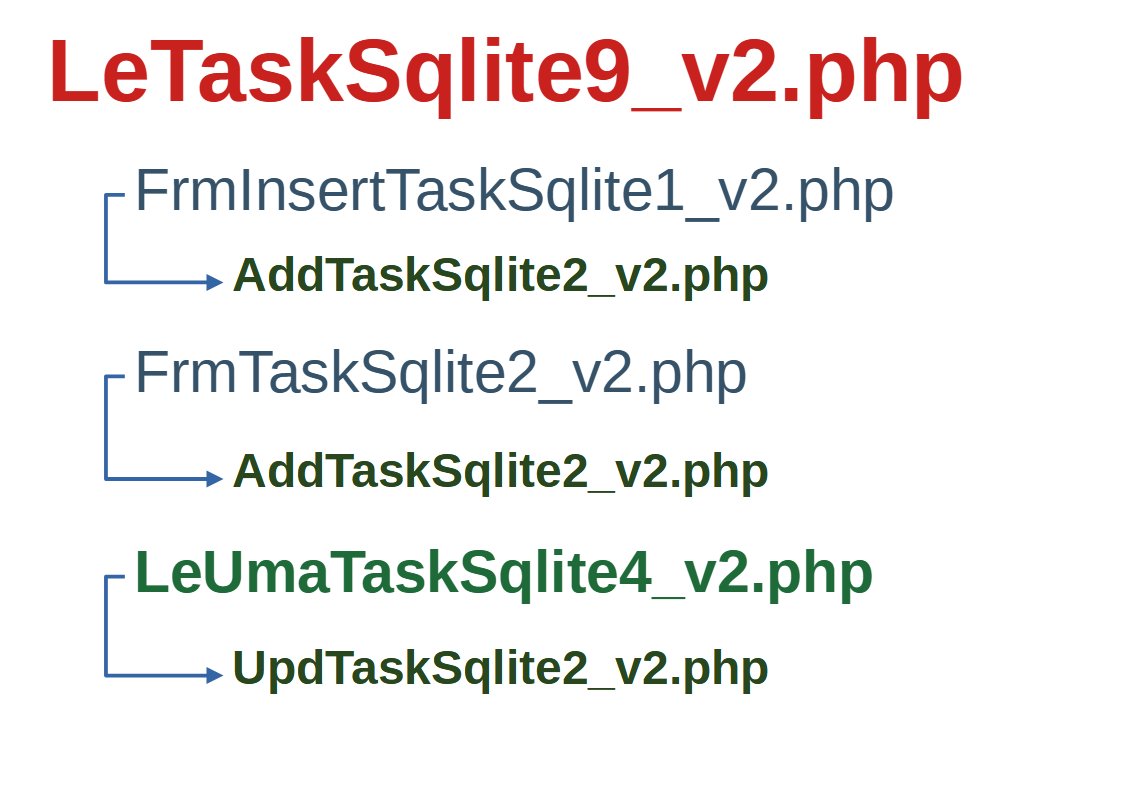 LeTaskSqlite9_v2.php
FrmInsertTaskSqlite1_v2.php
AddTaskSqlite2_v2.php
FrmTaskSqlite2_v2.php
AddTaskSqlite2_v2.php
LeUmaTaskSqlite4_v2.php
UpdTaskSqlite2_v2.php